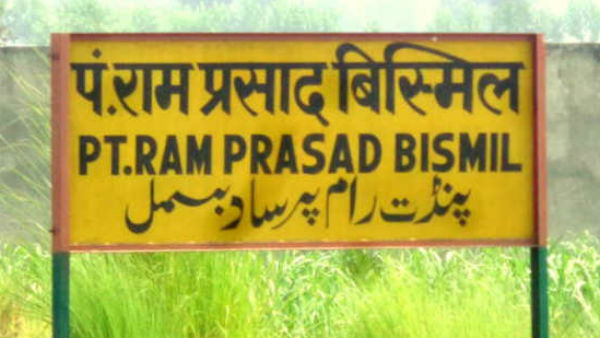 पं.राम प्रसाद बिस्मिल
PT.RAM PRASAD BISMIL
پنڈت رام پرساد بسمل